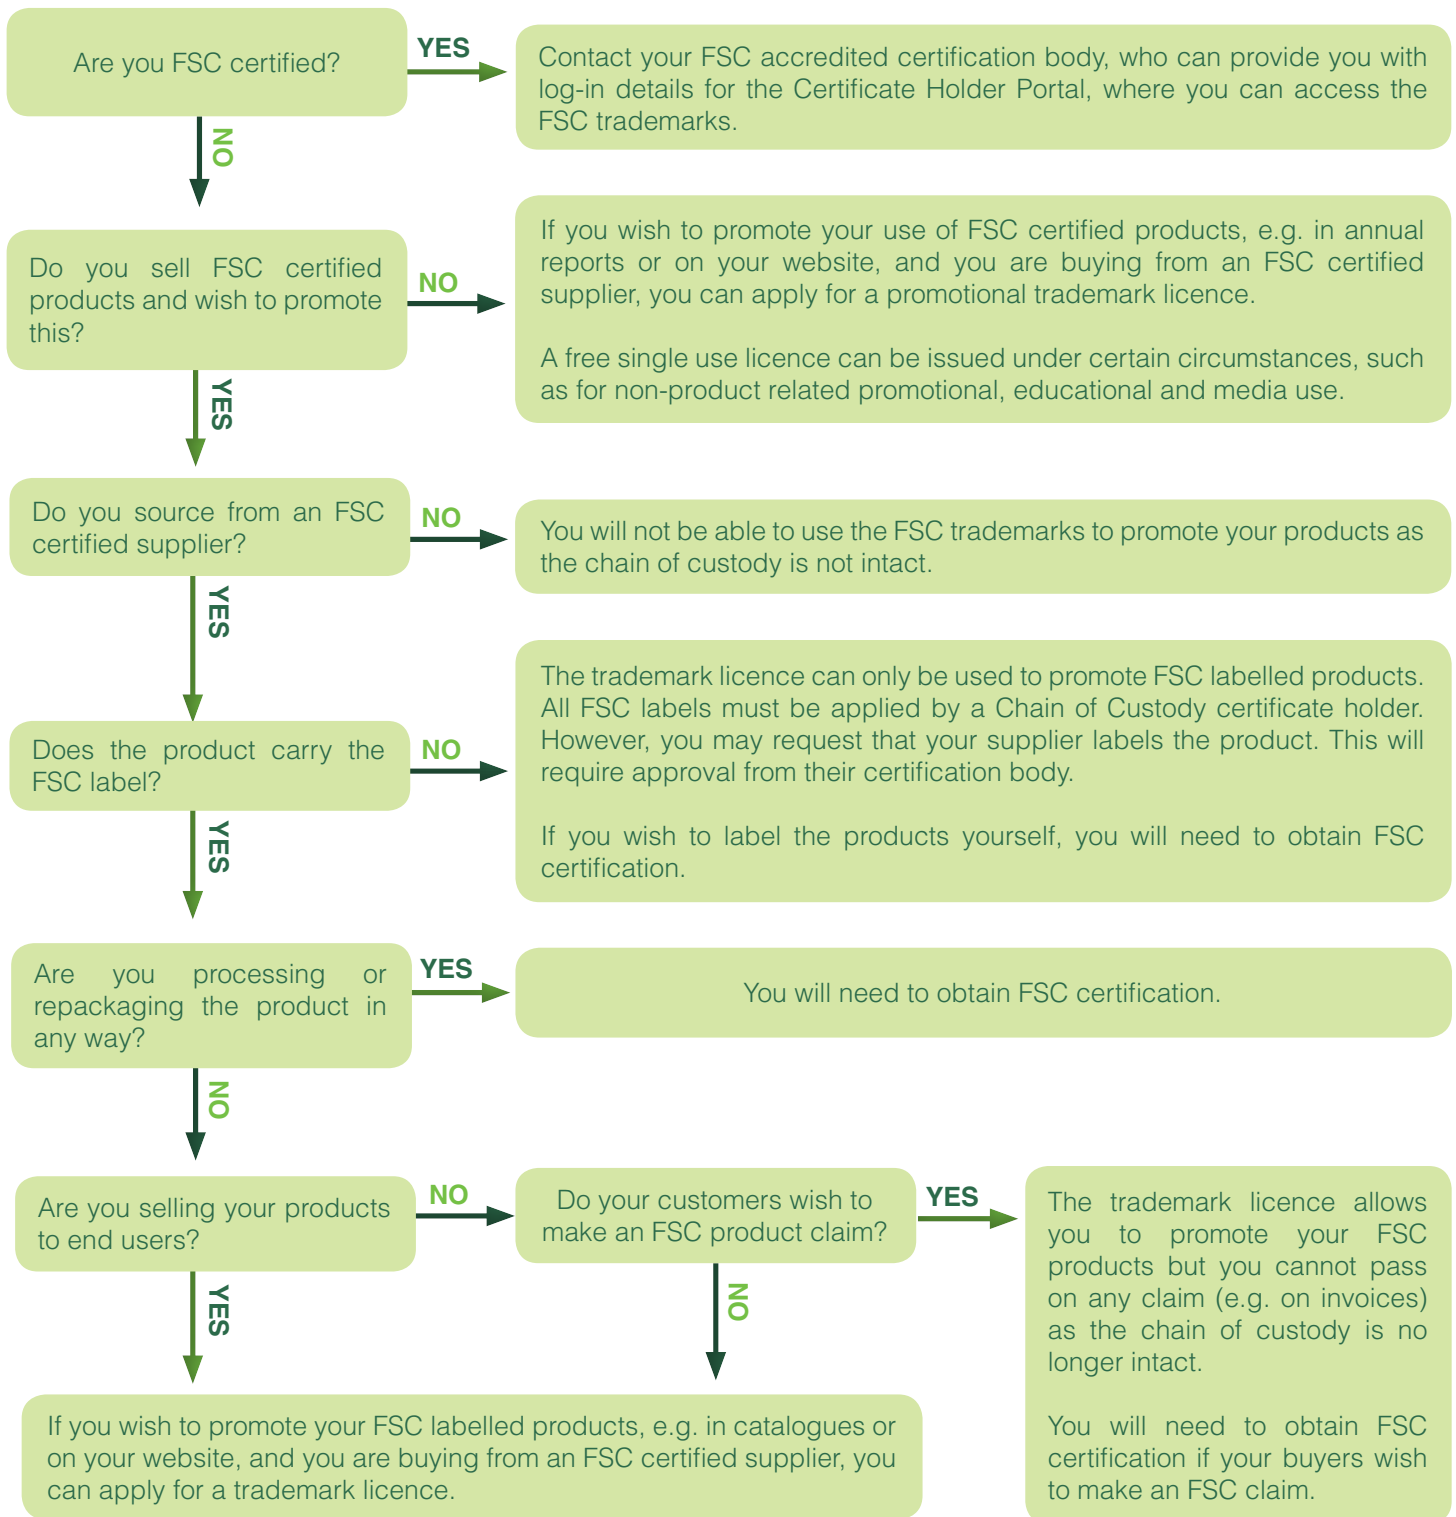 Are you FSC certified?
YES
Contact your FSC accredited certification body, who can provide you with
log-in details for the Certificate Holder Portal, where you can access the
FSC trademarks.
NO
Do you sell FSC certified
products and wish to promote
this?
NO
If you wish to promote your use of FSC certified products, e.g. in annual
reports or on your website, and you are buying from an FSC certified
supplier, you can apply for a promotional trademark licence.
A free single use licence can be issued under certain circumstances, such
as for non-product related promotional, educational and media use.
YES
Do you source from an FSC
certified supplier?
NO
You will not be able to use the FSC trademarks to promote your products as
the chain of custody is not intact.
YES
Does the product carry the
FSC label?
NO
The trademark licence can only be used to promote FSC labelled products.
All FSC labels must be applied by a Chain of Custody certificate holder.
However, you may request that your supplier labels the product. This will
require approval from their certification body.
If you wish to label the products yourself, you will need to obtain FSC
certification.
YES
Are you processing or
repackaging the product in
any way?
YES
You will need to obtain FSC certification.
NO
Are you selling your products
to end users?
NO
Do your customers wish to
make an FSC product claim?
YES
The trademark licence allows
you to promote your FSC
products but you cannot pass
on any claim (e.g. on invoices)
as the chain of custody is no
longer intact.
You will need to obtain FSC
certification if your buyers wish
to make an FSC claim.
YES
NO
If you wish to promote your FSC labelled products, e.g. in catalogues or
on your website, and you are buying from an FSC certified supplier, you
can apply for a trademark licence.